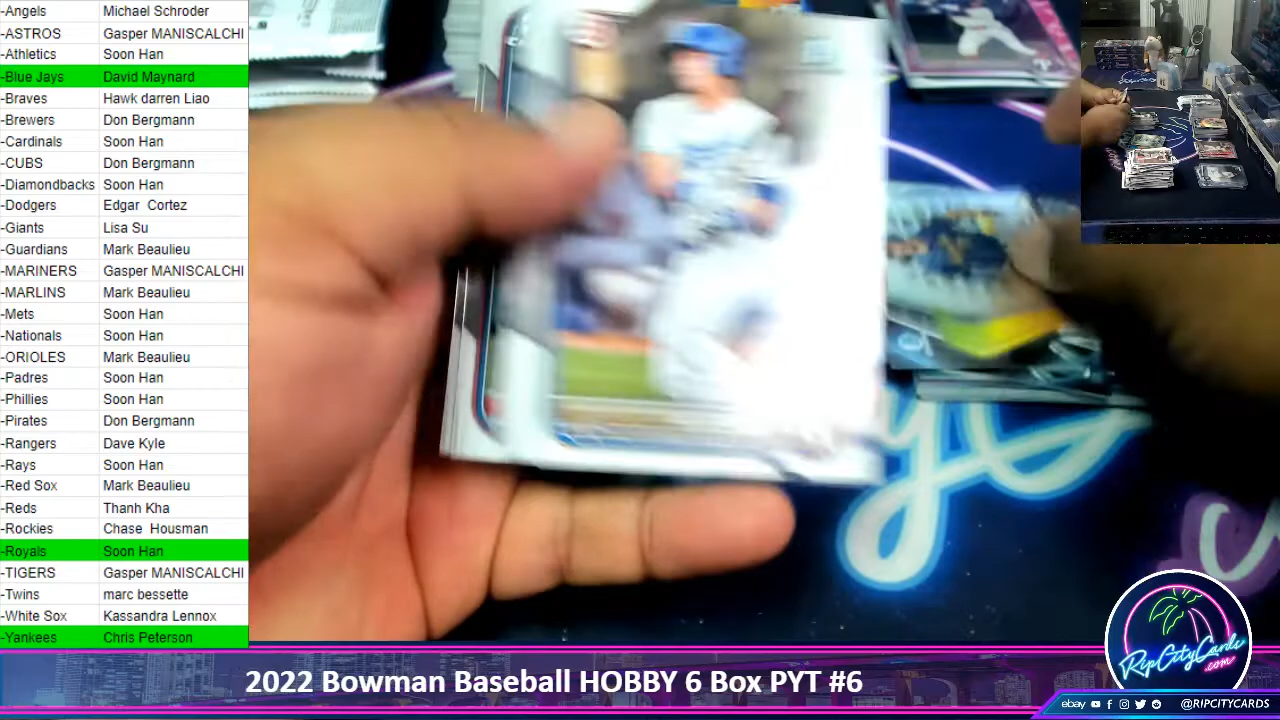 -Angels Michael Schroder
-ASTROS Gasper MANISCALCHI
-Athletics Soon Han
-Blue Jays David Maynard
-Braves Hawk darren Liao
-Brewers Don Bergmann
-Cardinals Soon Han
-CUBS Don Bergmann
-Diamondbacks Soon Han
-Dodgers Edgar Cortez
-Giants Lisa Su
-Guardians Mark Beaulieu
-MARINERS Gasper MANISCALCHI
-MARLINS Mark Beaulieu
-Mets Soon Han
-Nationals Soon Han
-ORIOLES Mark Beaulieu
-Padres Soon Han
-Phillies Soon Han
-Pirates Don Bergmann
-Rangers Dave Kyle
-Rays Soon Han
-Red Sox Mark Beaulieu
-Reds Thanh Kha
-Rockies Chase Housman
-Royals Soon Han
-TIGERS Gasper MANISCALCHI
-Twins marc bessette
-White Sox Kassandra Lennox
-Yankees Chris Peterson
2022 Bowman Baseball HOBBY 6 Box PYT #6
RipCityCards
.com
ebay @RIPCITYCARDS